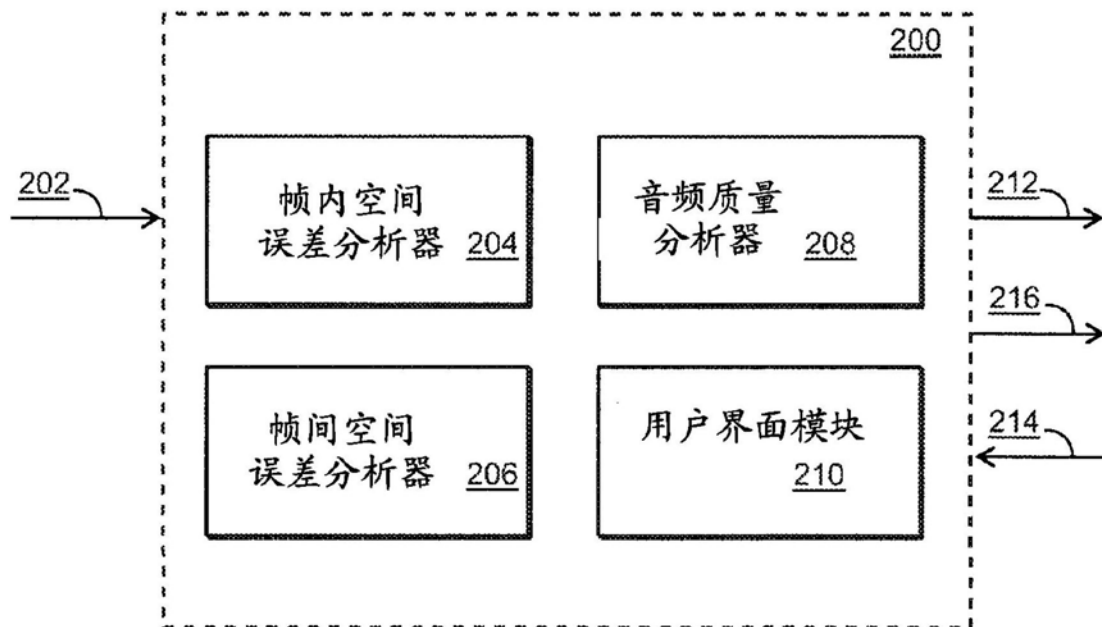 200
202
帧内空间
误差分析器 204
音频质量
分析器 208
212
216
帧间空间
误差分析器 206
用户界面模块
210
214